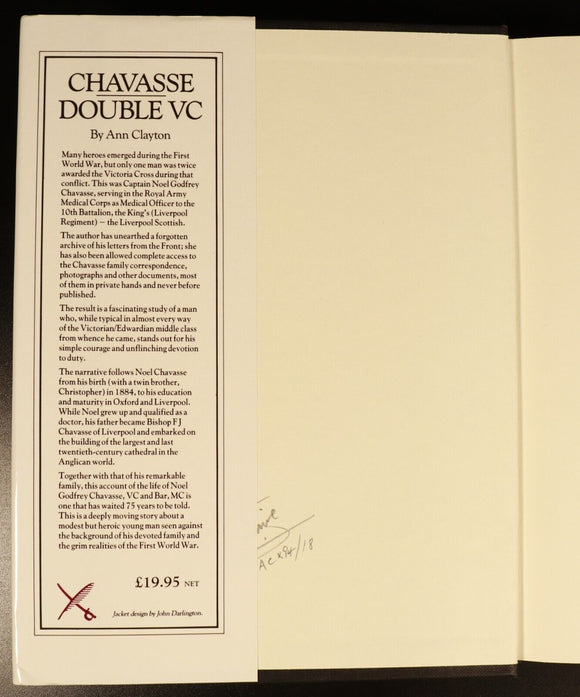 CHAVASSE
DOUBLE VC
By Ann Clayton
Many heroes emerged during the First
World War, but only one man was twice
awarded the Victoria Cross during that
conflict. This was Captain Noel Godfrey
Chavasse, serving in the Royal Army
Medical Corps as Medical Officer to the
10th Battalion, the King's (Liverpool
Regiment) – the Liverpool Scottish.
The author has unearthed a forgotten
archive of his letters from the Front; she
has also been allowed complete access to
the Chavasse family correspondence,
photographs and other documents, most
of them in private hands and never before
published.
The result is a fascinating study of a man
who, while typical in almost every way
of the Victorian/Edwardian middle class
from whence he came, stands out for his
simple courage and unflinching devotion
to duty.
The narrative follows Noel Chavasse
from his birth (with a twin brother,
Christopher) in 1884, to his education
and maturity in Oxford and Liverpool.
While Noel grew up and qualified as a
doctor, his father became Bishop F J
Chavasse of Liverpool and embarked on
the building of the largest and last
twentieth-century cathedral in the
Anglican world.
Together with that of his remarkable
family, this account of the life of Noel
Godfrey Chavasse, VC and Bar, MC is
one that has waited 75 years to be told.
This is a deeply moving story about a
modest but heroic young man seen against
the background of his devoted family and
the grim realities of the First World War.
£19.95 NET
Jacket design by John Darlington.